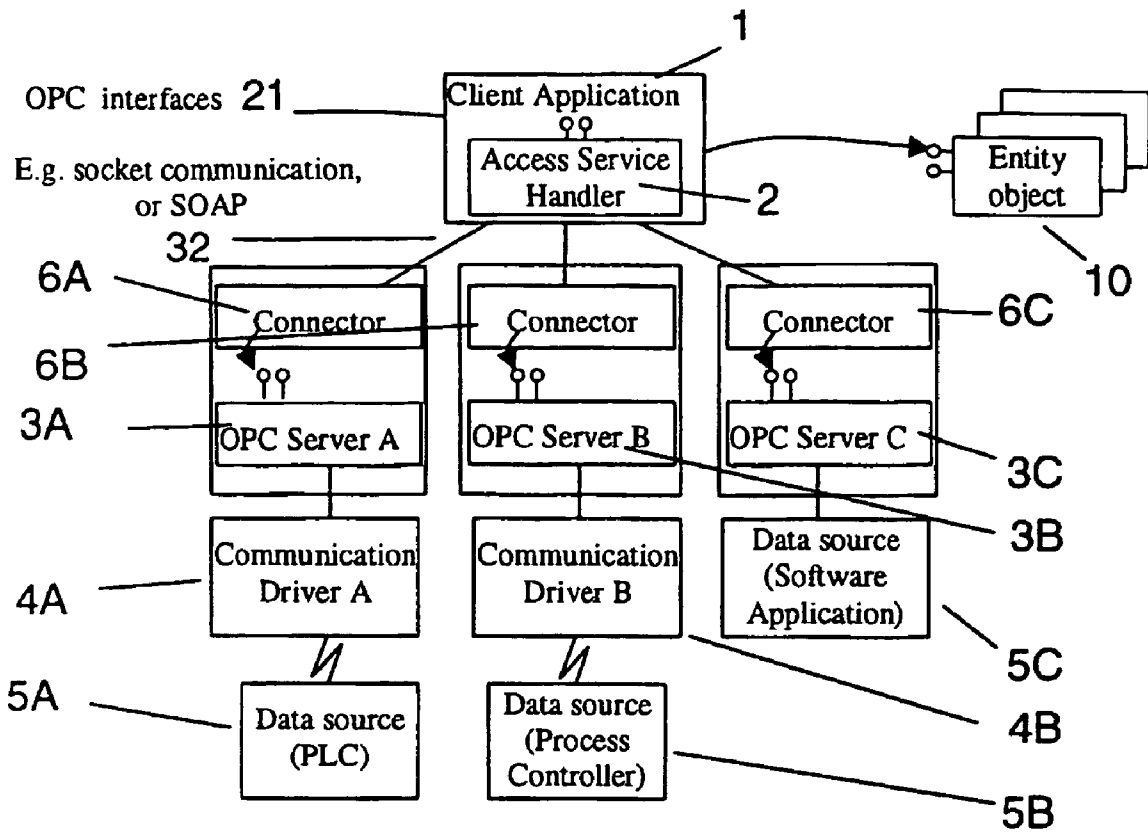 1
OPC interfaces 21
Client Application
E.g. socket communication,
or SOAP
Access Service
Handler
2
Entity
object
32
10
6A
Connector
Connector
Connector
6C
6B
3A
OPC Server A
OPC Server B
OPC Server C
3C
3B
4A
Communication
Driver A
Communication
Driver B
Data source
(Software
Application)
5C
5A
Data source
(PLC)
Data source
(Process
Controller)
4B
5B